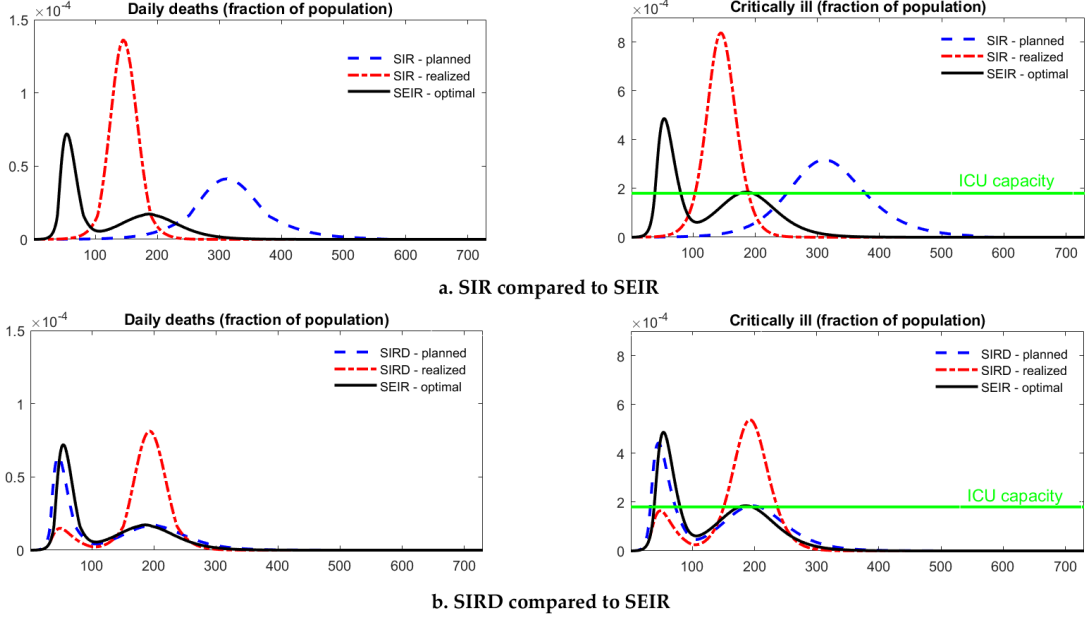 Daily deaths (fraction of population)
×10⁻⁴
1.5
1
0.5
0
100 200 300 400 500 600 700
SIR - planned
SIR - realized
SEIR - optimal
Critically ill (fraction of population)
×10⁻⁴
8
6
4
2
0
100 200 300 400 500 600 700
SIR - planned
SIR - realized
SEIR - optimal
ICU capacity
a. SIR compared to SEIR
Daily deaths (fraction of population)
×10⁻⁴
1.5
1
0.5
0
100 200 300 400 500 600 700
SIRD - planned
SIRD - realized
SEIR - optimal
Critically ill (fraction of population)
×10⁻⁴
8
6
4
2
0
100 200 300 400 500 600 700
SIRD - planned
SIRD - realized
SEIR - optimal
ICU capacity
b. SIRD compared to SEIR